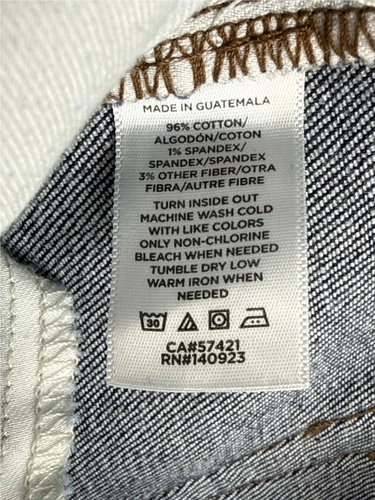 MADE IN GUATEMALA
96% COTTON/
ALGODÓN/COTON
1% SPANDEX/
SPANDEX/SPANDEX
3% OTHER FIBER/OTRA
FIBRA/AUTRE FIBRE
TURN INSIDE OUT
MACHINE WASH COLD
WITH LIKE COLORS
ONLY NON-CHLORINE
BLEACH WHEN NEEDED
TUMBLE DRY LOW
WARM IRON WHEN
NEEDED
30
CA#57421
RN#140923